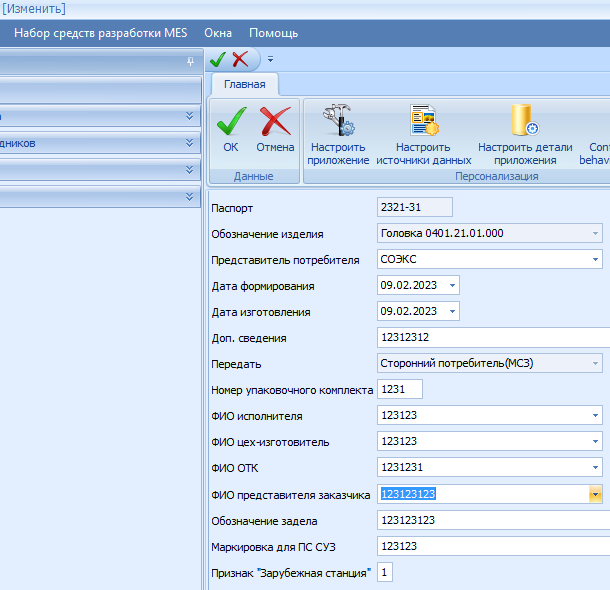 [Изменить]
Набор средств разработки MES Окна Помощь
Главная
ОК Отмена
Настроить приложение
Настроить источники данных
Настроить детали приложения
Данные
Персонализация
дников
Паспорт 2321-31
Обозначение изделия Головка 0401.21.01.000
Представитель потребителя СОЭКС
Дата формирования 09.02.2023
Дата изготовления 09.02.2023
Доп. сведения 12312312
Передать Сторонний потребитель(МСЗ)
Номер упаковочного комплекта 1231
ФИО исполнителя 123123
ФИО цех-изготовитель 123123
ФИО ОТК 1231231
ФИО представителя заказчика 123123123
Обозначение задела 123123123
Маркировка для ПС СУЗ 123123
Признак "Зарубежная станция" 1